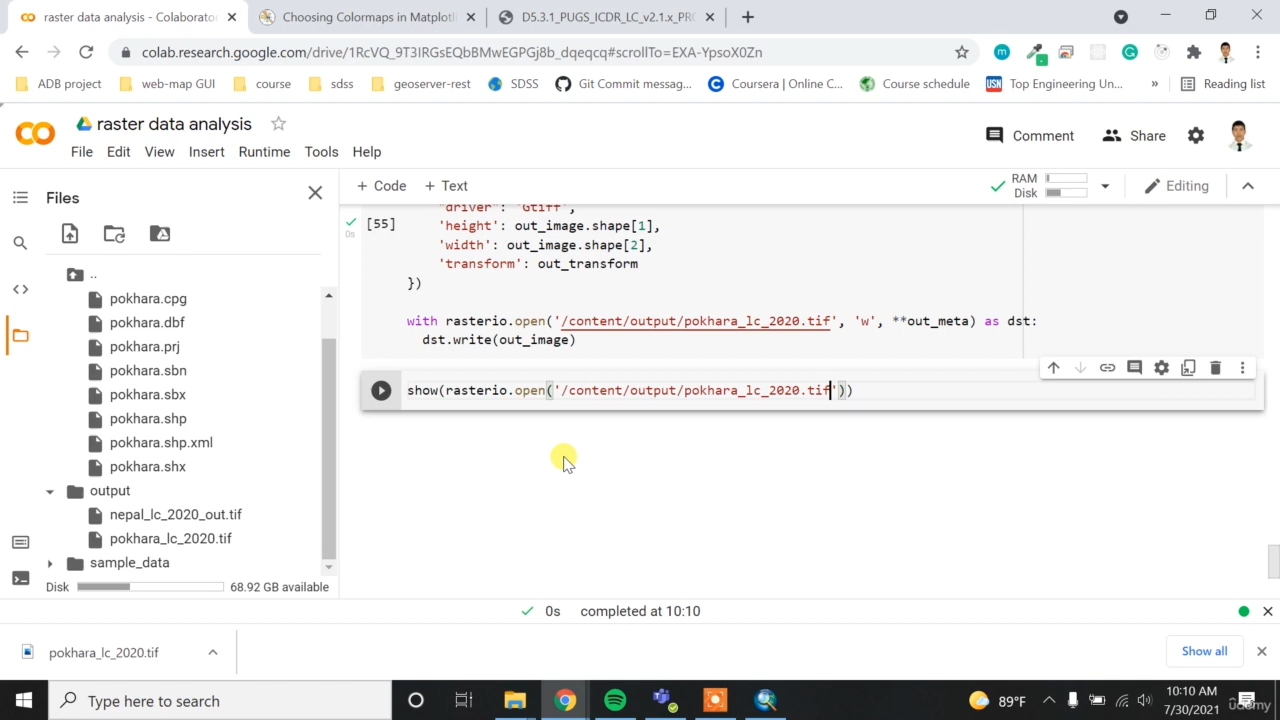 raster data analysis - Colaborator
Choosing Colormaps in Matplotli
D5.3.1_PUGS_ICDR_LC_v2.1.x_PRO
colab.research.google.com/drive/1RcVQ_9T3IRGsEQbBMwEGPGj8b_dqeqcq#scrollTo=EXA-YpsoX0Zn
ADB project
web-map GUI
course
sdss
geoserver-rest
SDSS
Git Commit messag...
Coursera | Online C...
Course schedule
USN
Top Engineering Un...
»
Reading list
raster data analysis
Comment
Share
File Edit View Insert Runtime Tools Help
Files
+ Code + Text
RAM
Disk
Editing
..
pokhara.cpg
pokhara.dbf
pokhara.prj
pokhara.sbn
pokhara.sbx
pokhara.shp
pokhara.shp.xml
pokhara.shx
output
nepal_lc_2020_out.tif
pokhara_lc_2020.tif
sample_data
Disk 68.92 GB available
[55]
0s
"driver": 'Gtiff',
'height': out_image.shape[1],
'width': out_image.shape[2],
'transform': out_transform
})
with rasterio.open('/content/output/pokhara_lc_2020.tif', 'w', **out_meta) as dst:
dst.write(out_image)
show(rasterio.open('/content/output/pokhara_lc_2020.tif'))
0s completed at 10:10
pokhara_lc_2020.tif
Show all
Type here to search
89°F
10:10 AM
7/30/2021
udemy